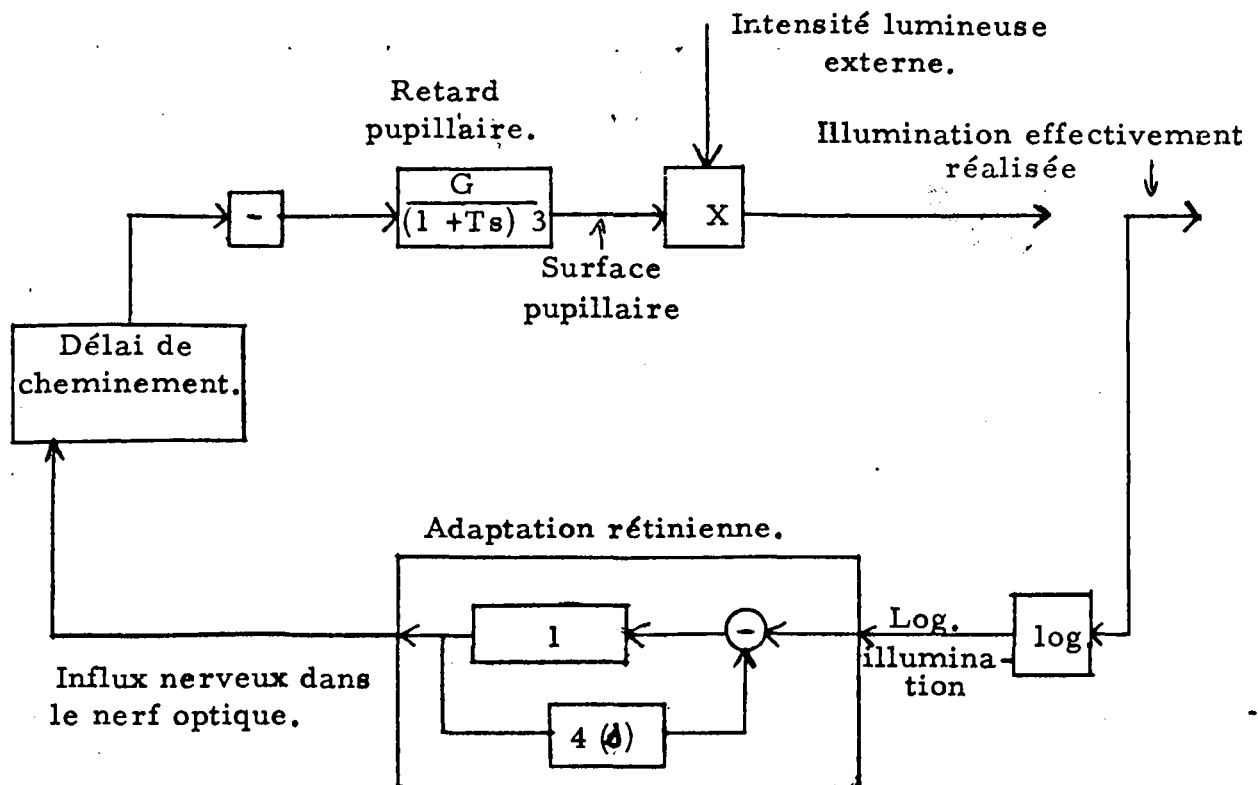 Intensité lumineuse
externe.
Retard
pupillaire.
Illumination effectivement
réalisée
-
G
(1 +Ts) 3
X
Surface
pupillaire
Délai de
cheminement.
Adaptation rétinienne.
1
-
Log.
illumina-
tion
log
Influx nerveux dans
le nerf optique.
4 (s)